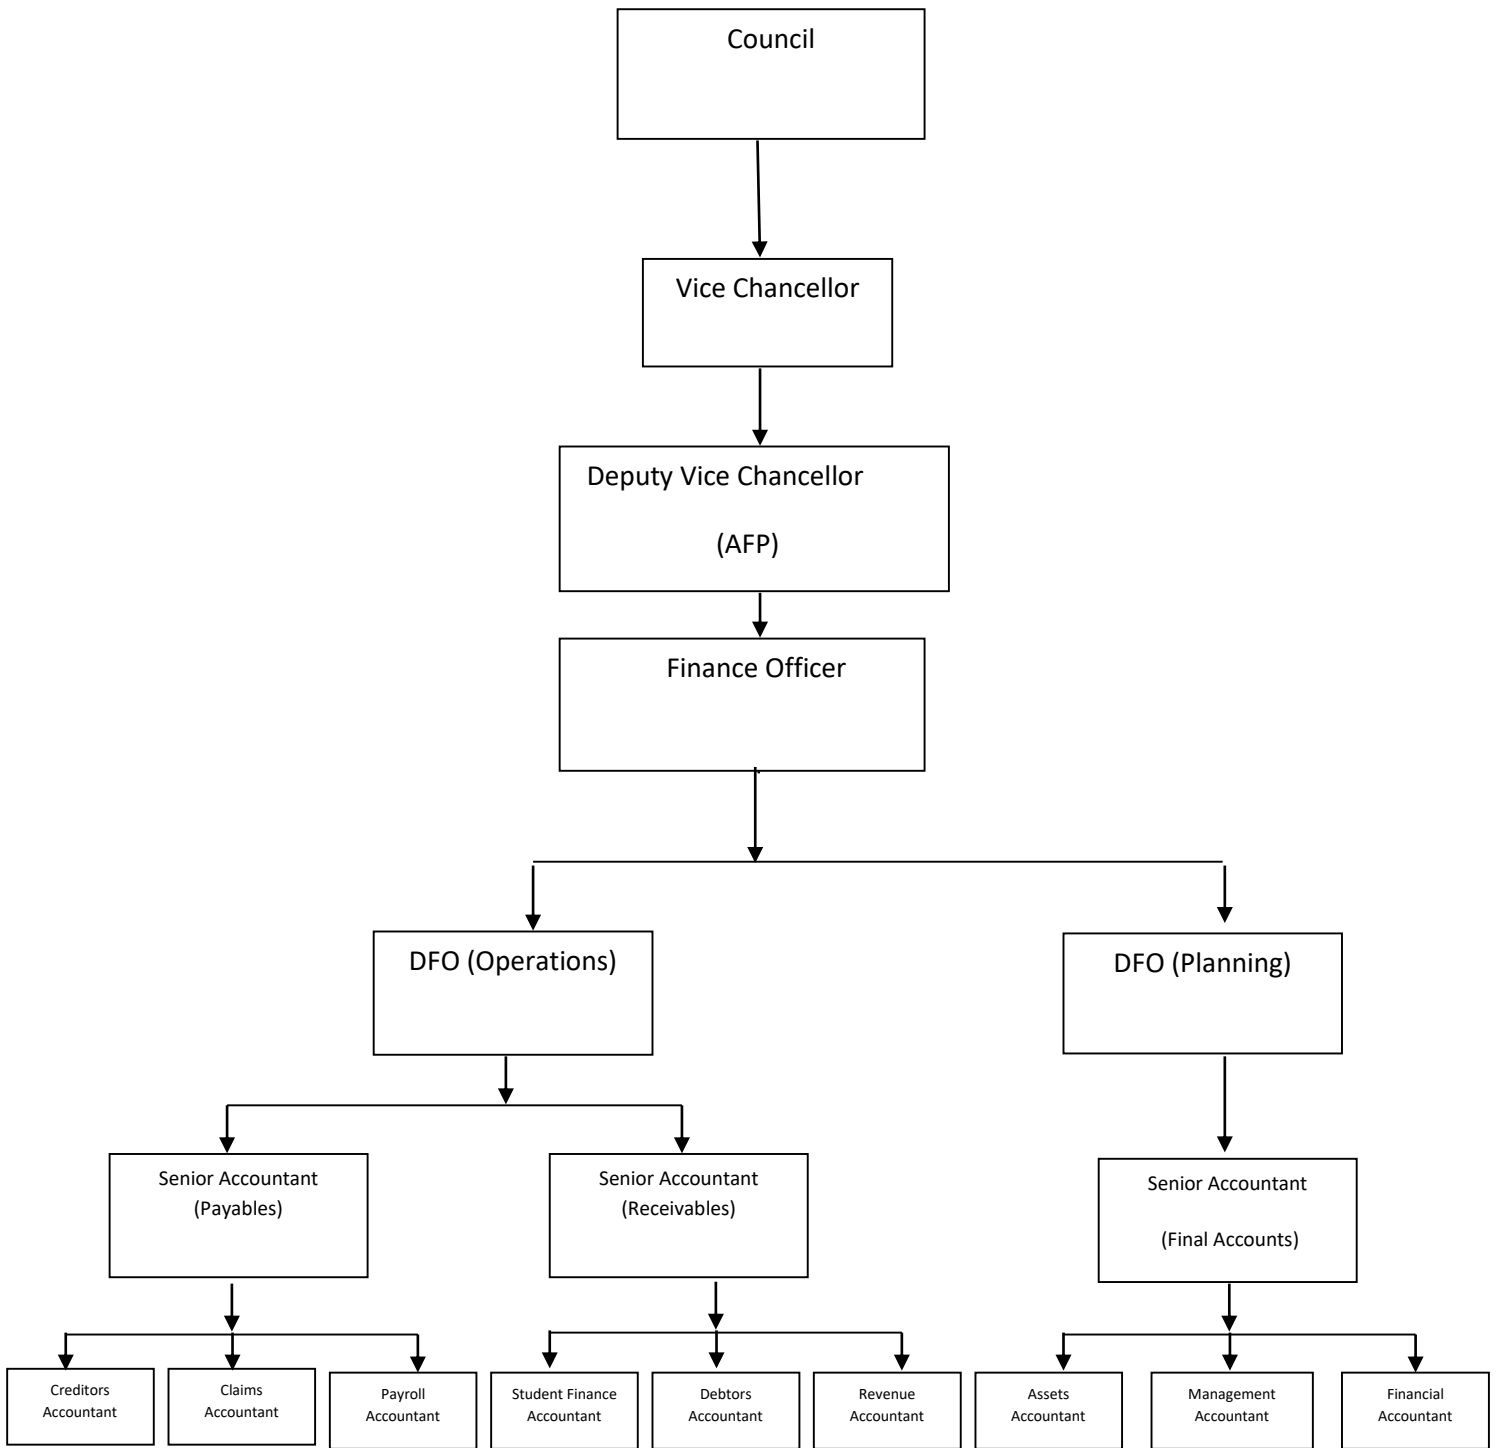 Council
Vice Chancellor
Deputy Vice Chancellor
(AFP)
Finance Officer
DFO (Operations)
DFO (Planning)
Senior Accountant
(Payables)
Senior Accountant
(Receivables)
Senior Accountant
(Final Accounts)
Creditors
Accountant
Claims
Accountant
Payroll
Accountant
Student Finance
Accountant
Debtors
Accountant
Revenue
Accountant
Assets
Accountant
Management
Accountant
Financial
Accountant